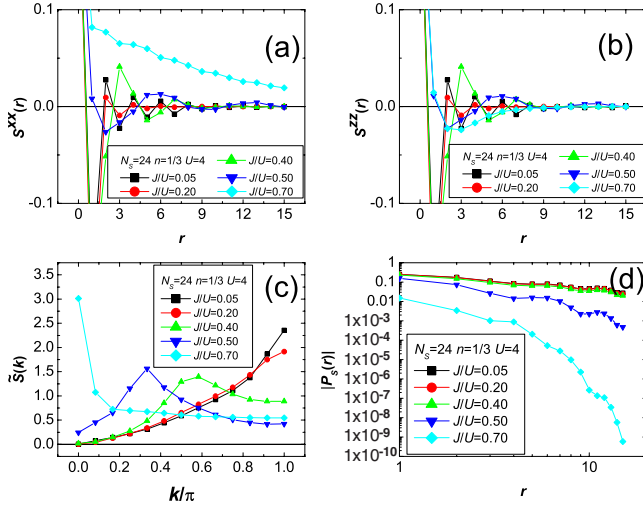 0.1
0.0
-0.1
S^xx(r)
(a)
N_S=24 n=1/3 U=4
J/U=0.05
J/U=0.20
J/U=0.40
J/U=0.50
J/U=0.70
0 3 6 9 12 15
r
0.1
0.0
-0.1
S^zz(r)
(b)
N_S=24 n=1/3 U=4
J/U=0.05
J/U=0.20
J/U=0.40
J/U=0.50
J/U=0.70
0 3 6 9 12 15
r
3.5
3.0
2.5
2.0
1.5
1.0
0.5
0.0
S̃(k)
(c)
N_S=24 n=1/3 U=4
J/U=0.05
J/U=0.20
J/U=0.40
J/U=0.50
J/U=0.70
0.0 0.2 0.4 0.6 0.8 1.0
k/π
1
0.1
0.01
1x10^-3
1x10^-4
1x10^-5
1x10^-6
1x10^-7
1x10^-8
1x10^-9
1x10^-10
|P_S(r)|
(d)
N_S=24 n=1/3 U=4
J/U=0.05
J/U=0.20
J/U=0.40
J/U=0.50
J/U=0.70
1 10
r